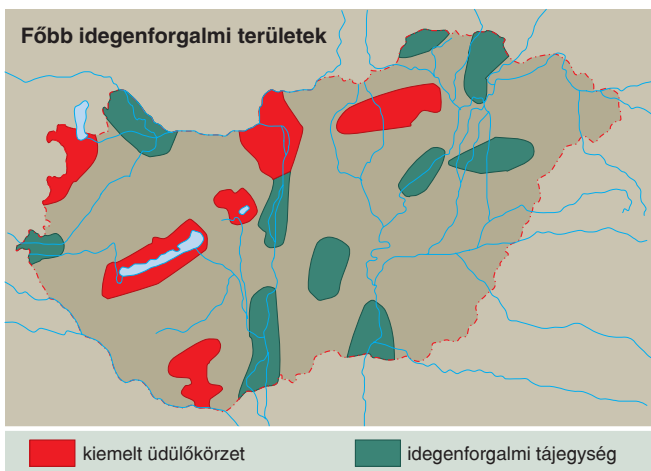 Főbb idegenforgalmi területek
kiemelt üdülőkörzet
idegenforgalmi tájegység